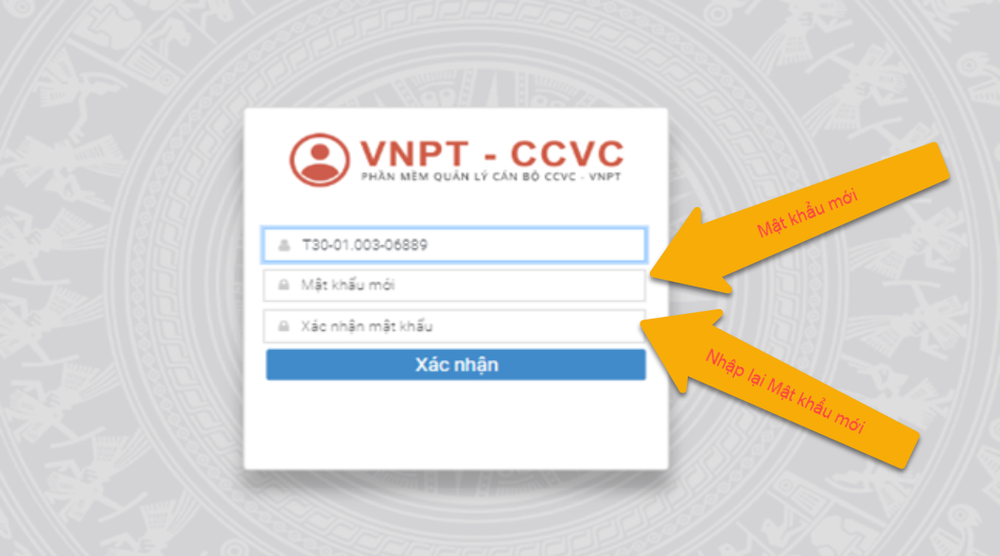 VNPT - CCVC
PHẦN MỀM QUẢN LÝ CÁN BỘ CCVC - VNPT
T30-01.003-06889
Mật khẩu mới
Xác nhận mật khẩu
Xác nhận
Mật khẩu mới
Nhập lại Mật khẩu mới